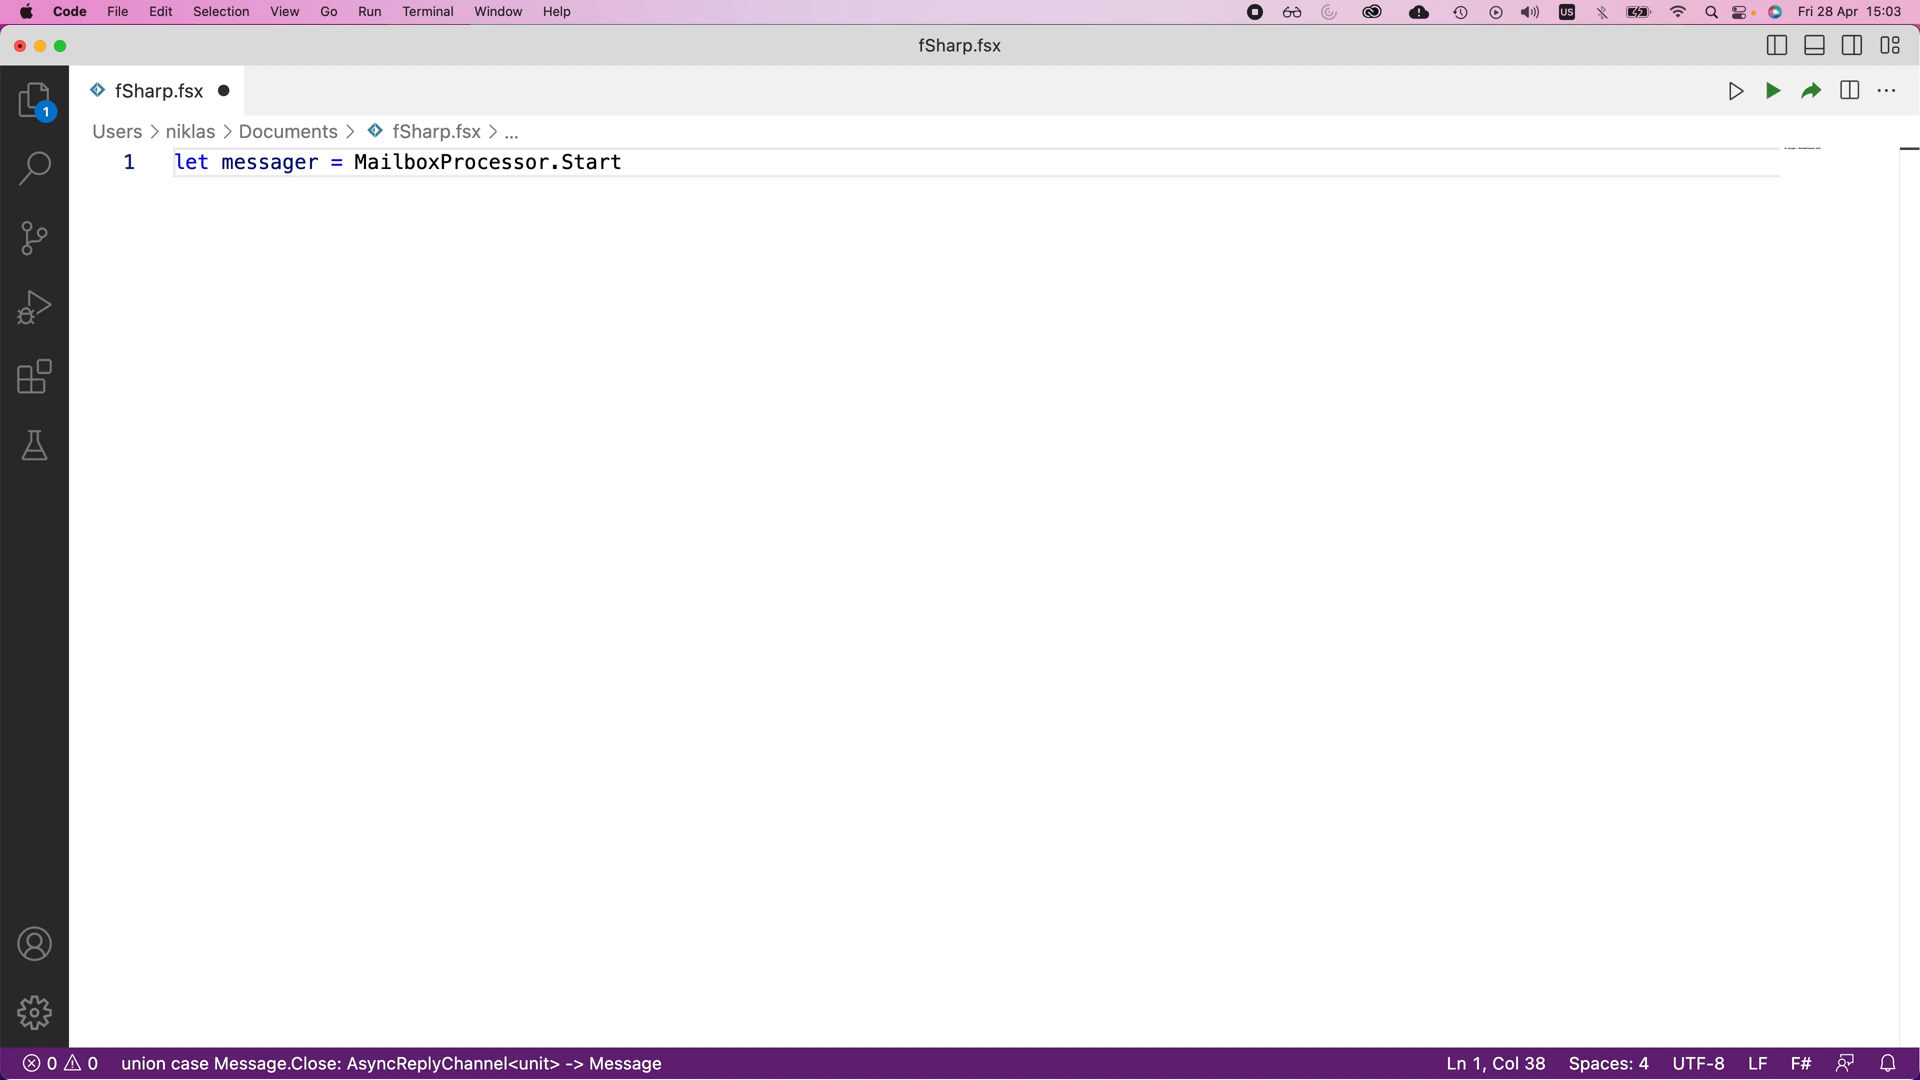 Code File Edit Selection View Go Run Terminal Window Help US Fri 28 Apr 15:03
fSharp.fsx
fSharp.fsx
1
Users > niklas > Documents > fSharp.fsx > ...
1 let messager = MailboxProcessor.Start
0 0 union case Message.Close: AsyncReplyChannel<unit> -> Message Ln 1, Col 38 Spaces: 4 UTF-8 LF F#